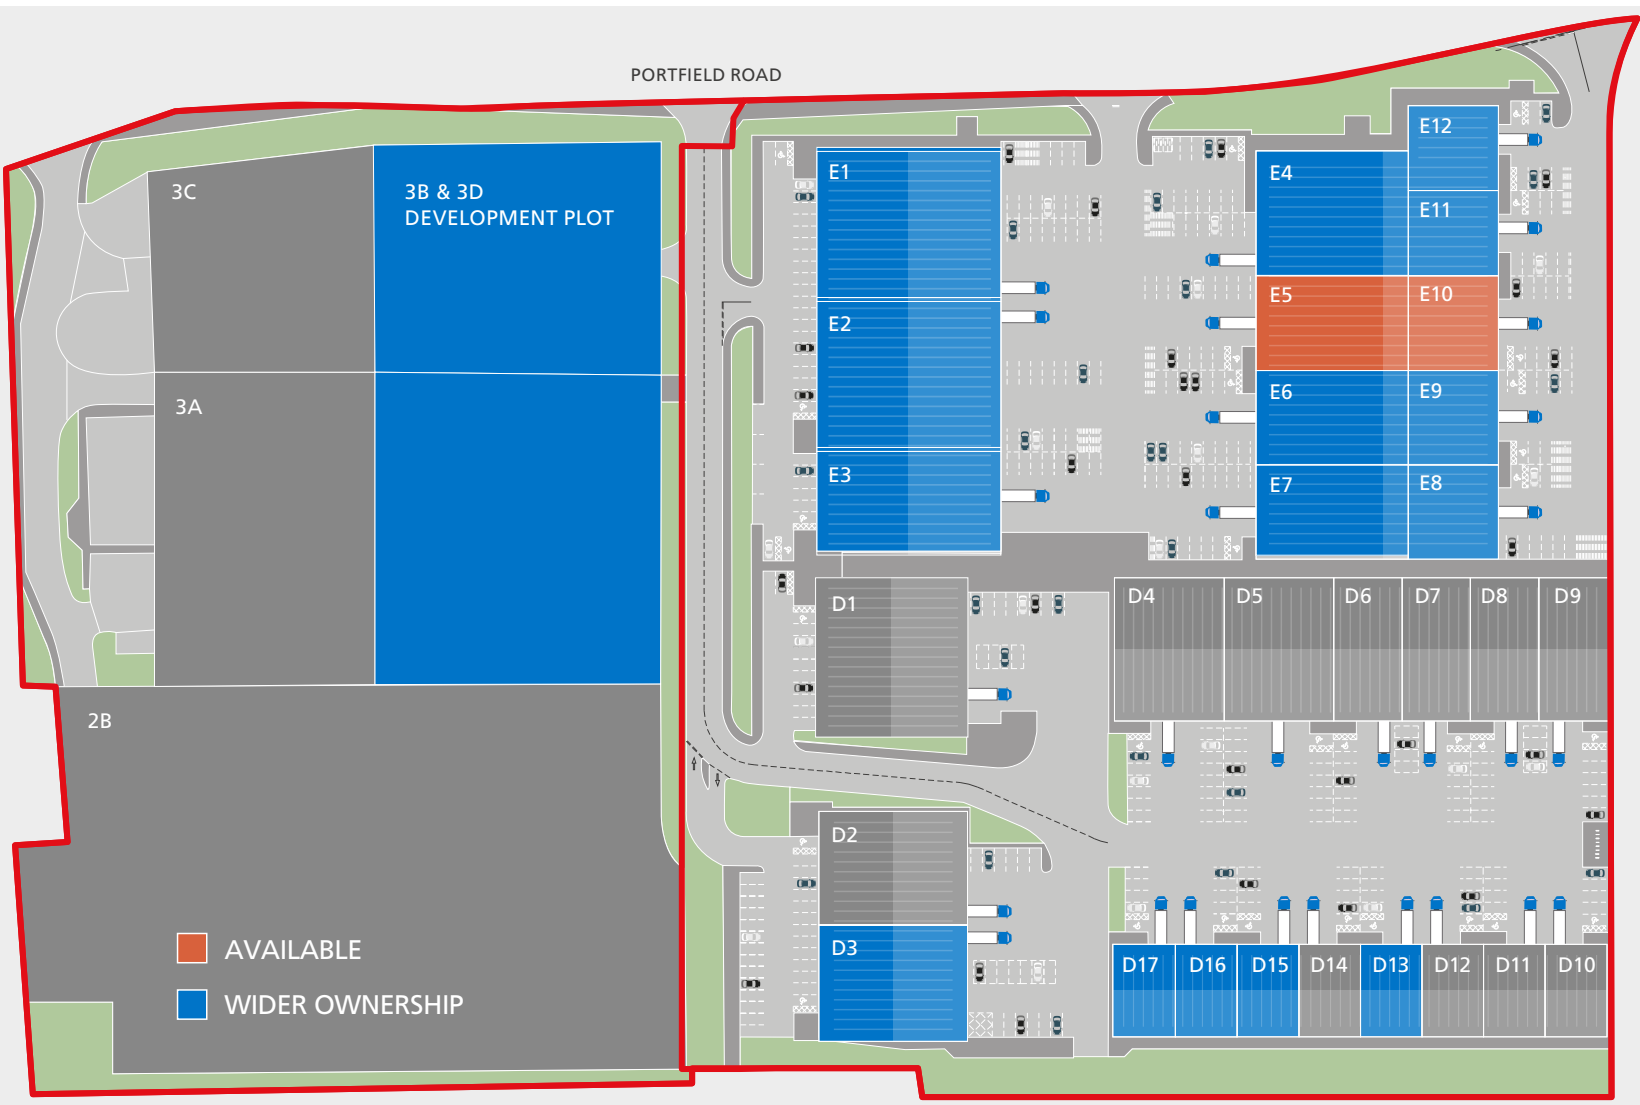 PORTFIELD ROAD
3C
3B & 3D
DEVELOPMENT PLOT
3A
2B
E1
E2
E3
E4
E5
E6
E7
E12
E11
E10
E9
E8
D1
D2
D3
D4
D5
D6
D7
D8
D9
D17
D16
D15
D14
D13
D12
D11
D10
AVAILABLE
WIDER OWNERSHIP